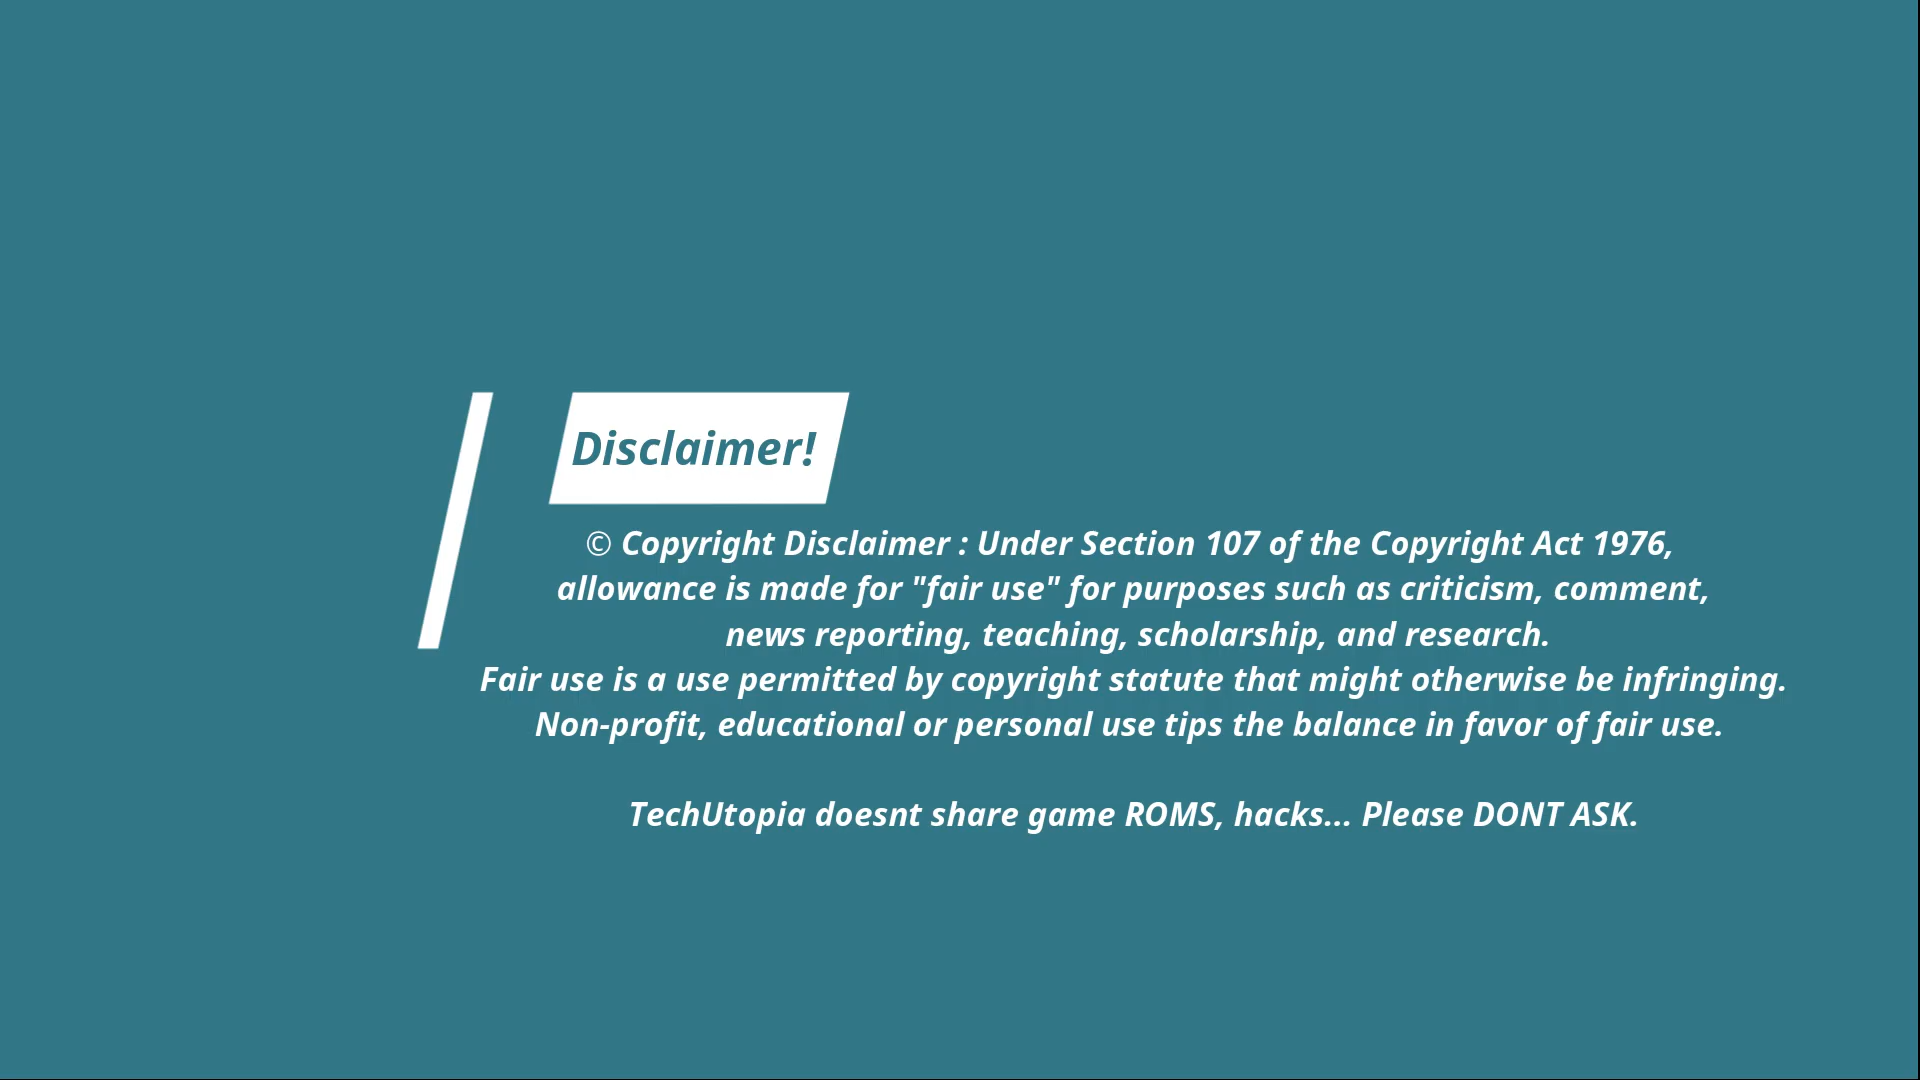 Disclaimer!
© Copyright Disclaimer : Under Section 107 of the Copyright Act 1976,
allowance is made for "fair use" for purposes such as criticism, comment,
news reporting, teaching, scholarship, and research.
Fair use is a use permitted by copyright statute that might otherwise be infringing.
Non-profit, educational or personal use tips the balance in favor of fair use.
TechUtopia doesnt share game ROMS, hacks... Please DONT ASK.